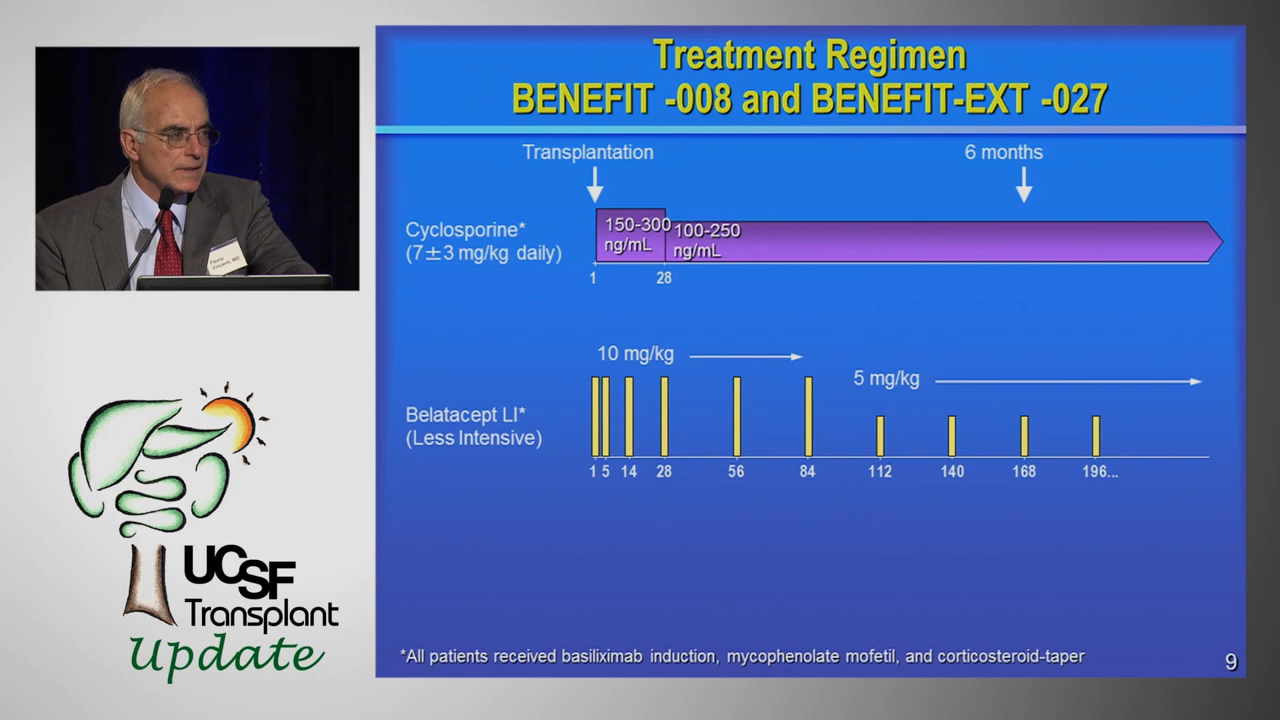 Treatment Regimen
BENEFIT -008 and BENEFIT-EXT -027
Transplantation
6 months
Cyclosporine*
(7±3 mg/kg daily)
150-300
ng/mL
100-250
ng/mL
1
28
10 mg/kg
5 mg/kg
Belatacept LI*
(Less Intensive)
1 5 14 28 56 84 112 140 168 196...
*All patients received basiliximab induction, mycophenolate mofetil, and corticosteroid-taper
9
Flavio
Vincenti, MD
UCSF
Transplant
Update